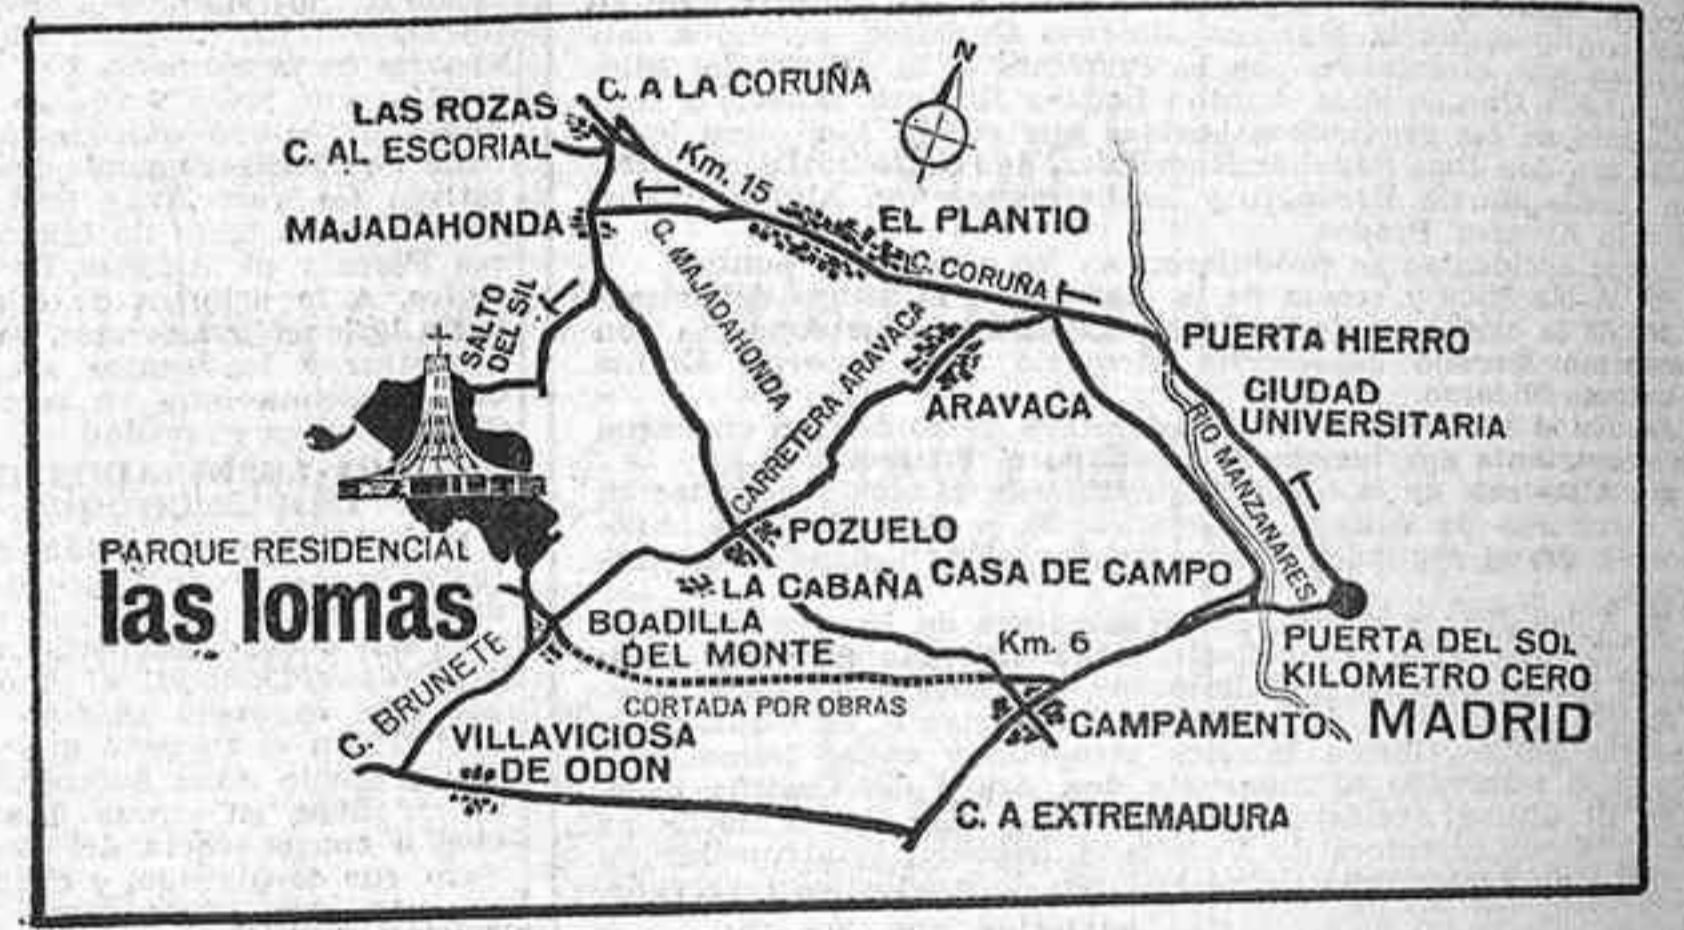 N
C. A LA CORUÑA
LAS ROZAS
C. AL ESCORIAL
Km. 15
MAJADAHONDA
EL PLANTIO
C. MAJADAHONDA
C. CORUÑA
SALTO
DEL SIL
CARRETERA ARAVACA
PUERTA HIERRO
ARAVACA
CIUDAD
UNIVERSITARIA
RIO MANZANARES
POZUELO
PARQUE RESIDENCIAL
las lomas
LA CABAÑA
CASA DE CAMPO
BOADILLA
DEL MONTE
Km. 6
PUERTA DEL SOL
KILOMETRO CERO
MADRID
C. BRUNETE
CORTADA POR OBRAS
CAMPAMENTO
VILLAVICIOSA
DE ODON
C. A EXTREMADURA